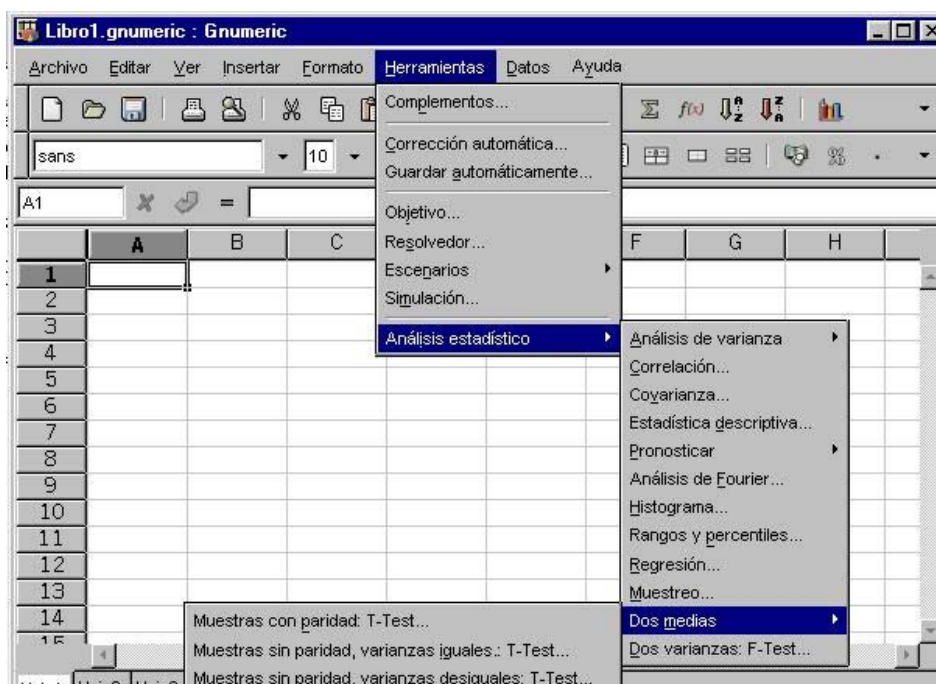 Libro1.gnumeric : Gnumeric
Archivo Editar Ver Insertar Formato Herramientas Datos Ayuda
sans 10
A1 =
A B C F G H
1
2
3
4
5
6
7
8
9
10
11
12
13
14
15
Complementos...
Corrección automática...
Guardar automáticamente...
Objetivo...
Resolvedor...
Escenarios
Simulación...
Análisis estadístico
Análisis de varianza
Correlación...
Covarianza...
Estadística descriptiva...
Pronosticar
Análisis de Fourier...
Histograma...
Rangos y percentiles...
Regresión...
Muestreo...
Dos medias
Dos varianzas: F-Test...
Muestras con paridad: T-Test...
Muestras sin paridad, varianzas iguales.: T-Test...
Muestras sin paridad, varianzas desiguales: T-Test...